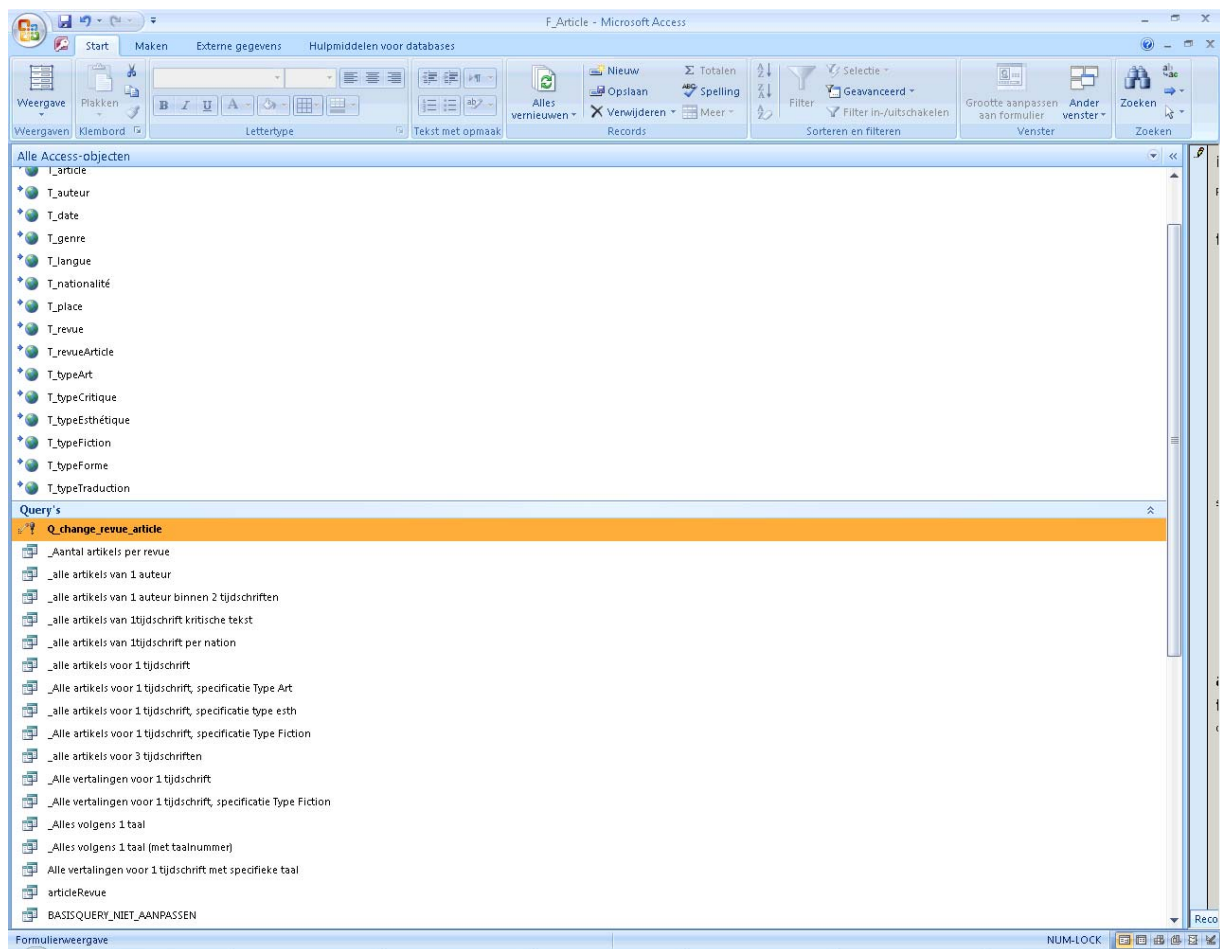 F_Article - Microsoft Access
Start Maken Externe gegevens Hulpmiddelen voor databases
Weergave
Plakken
B I U A
Alles vernieuwen
Nieuw
Opslaan
Verwijderen
Totalen
Spelling
Meer
Filter
Selectie
Geavanceerd
Filter in-/uitschakelen
Grootte aanpassen aan formulier
Ander venster
Zoeken
Weergaven Klembord Lettertype Tekst met opmaak Records Sorteren en filteren Venster Zoeken
Alle Access-objecten
T_article
T_auteur
T_date
T_genre
T_langue
T_nationalité
T_place
T_revue
T_revueArticle
T_typeArt
T_typeCritique
T_typeEsthétique
T_typeFiction
T_typeForme
T_typeTraduction
Query's
Q_change_revue_article
_Aantal artikels per revue
_alle artikels van 1 auteur
_alle artikels van 1 auteur binnen 2 tijdschriften
_alle artikels van 1tijdschrift kritische tekst
_alle artikels van 1tijdschrift per nation
_alle artikels voor 1 tijdschrift
_Alle artikels voor 1 tijdschrift, specificatie Type Art
_alle artikels voor 1 tijdschrift, specificatie type esth
_Alle artikels voor 1 tijdschrift, specificatie Type Fiction
_alle artikels voor 3 tijdschriften
_Alle vertalingen voor 1 tijdschrift
_Alle vertalingen voor 1 tijdschrift, specificatie Type Fiction
_Alles volgens 1 taal
_Alles volgens 1 taal (met taalnummer)
Alle vertalingen voor 1 tijdschrift met specifieke taal
articleRevue
BASISQUERY_NIET_AANPASSEN
Reco
Formulierweergave
NUM-LOCK